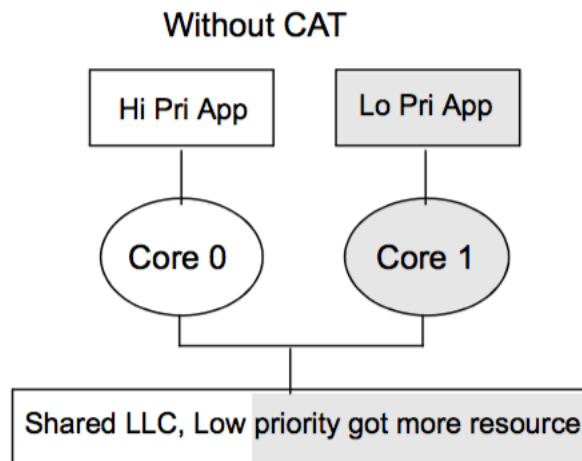 Without CAT
Hi Pri App
Lo Pri App
Core 0
Core 1
Shared LLC, Low priority got more resource